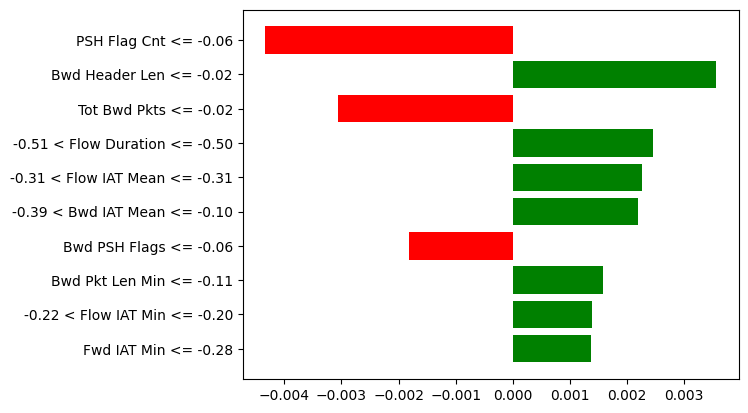 PSH Flag Cnt <= -0.06
Bwd Header Len <= -0.02
Tot Bwd Pkts <= -0.02
-0.51 < Flow Duration <= -0.50
-0.31 < Flow IAT Mean <= -0.31
-0.39 < Bwd IAT Mean <= -0.10
Bwd PSH Flags <= -0.06
Bwd Pkt Len Min <= -0.11
-0.22 < Flow IAT Min <= -0.20
Fwd IAT Min <= -0.28
−0.004 −0.003 −0.002 −0.001 0.000 0.001 0.002 0.003